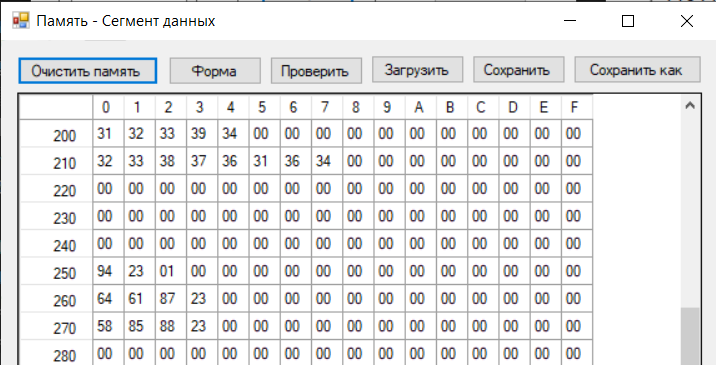 Память - Сегмент данных
Очистить память Форма Проверить Загрузить Сохранить Сохранить как
0 1 2 3 4 5 6 7 8 9 A B C D E F
200 31 32 33 39 34 00 00 00 00 00 00 00 00 00 00 00
210 32 33 38 37 36 31 36 34 00 00 00 00 00 00 00 00
220 00 00 00 00 00 00 00 00 00 00 00 00 00 00 00 00
230 00 00 00 00 00 00 00 00 00 00 00 00 00 00 00 00
240 00 00 00 00 00 00 00 00 00 00 00 00 00 00 00 00
250 94 23 01 00 00 00 00 00 00 00 00 00 00 00 00 00
260 64 61 87 23 00 00 00 00 00 00 00 00 00 00 00 00
270 58 85 88 23 00 00 00 00 00 00 00 00 00 00 00 00
280 00 00 00 00 00 00 00 00 00 00 00 00 00 00 00 00